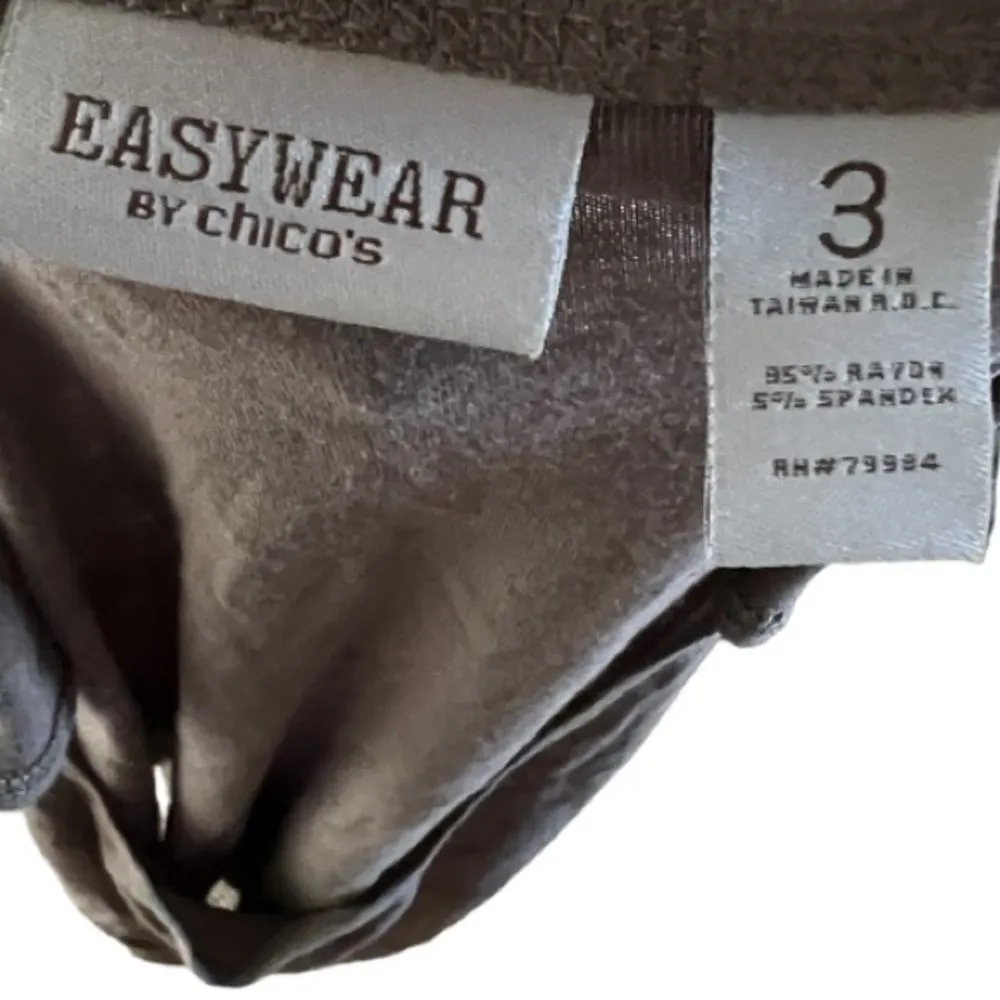 EASYWEAR
BY chico's
3
MADE IN
TAIWAN R.O.C.
95% RAYON
5% SPANDEX
RN#79984